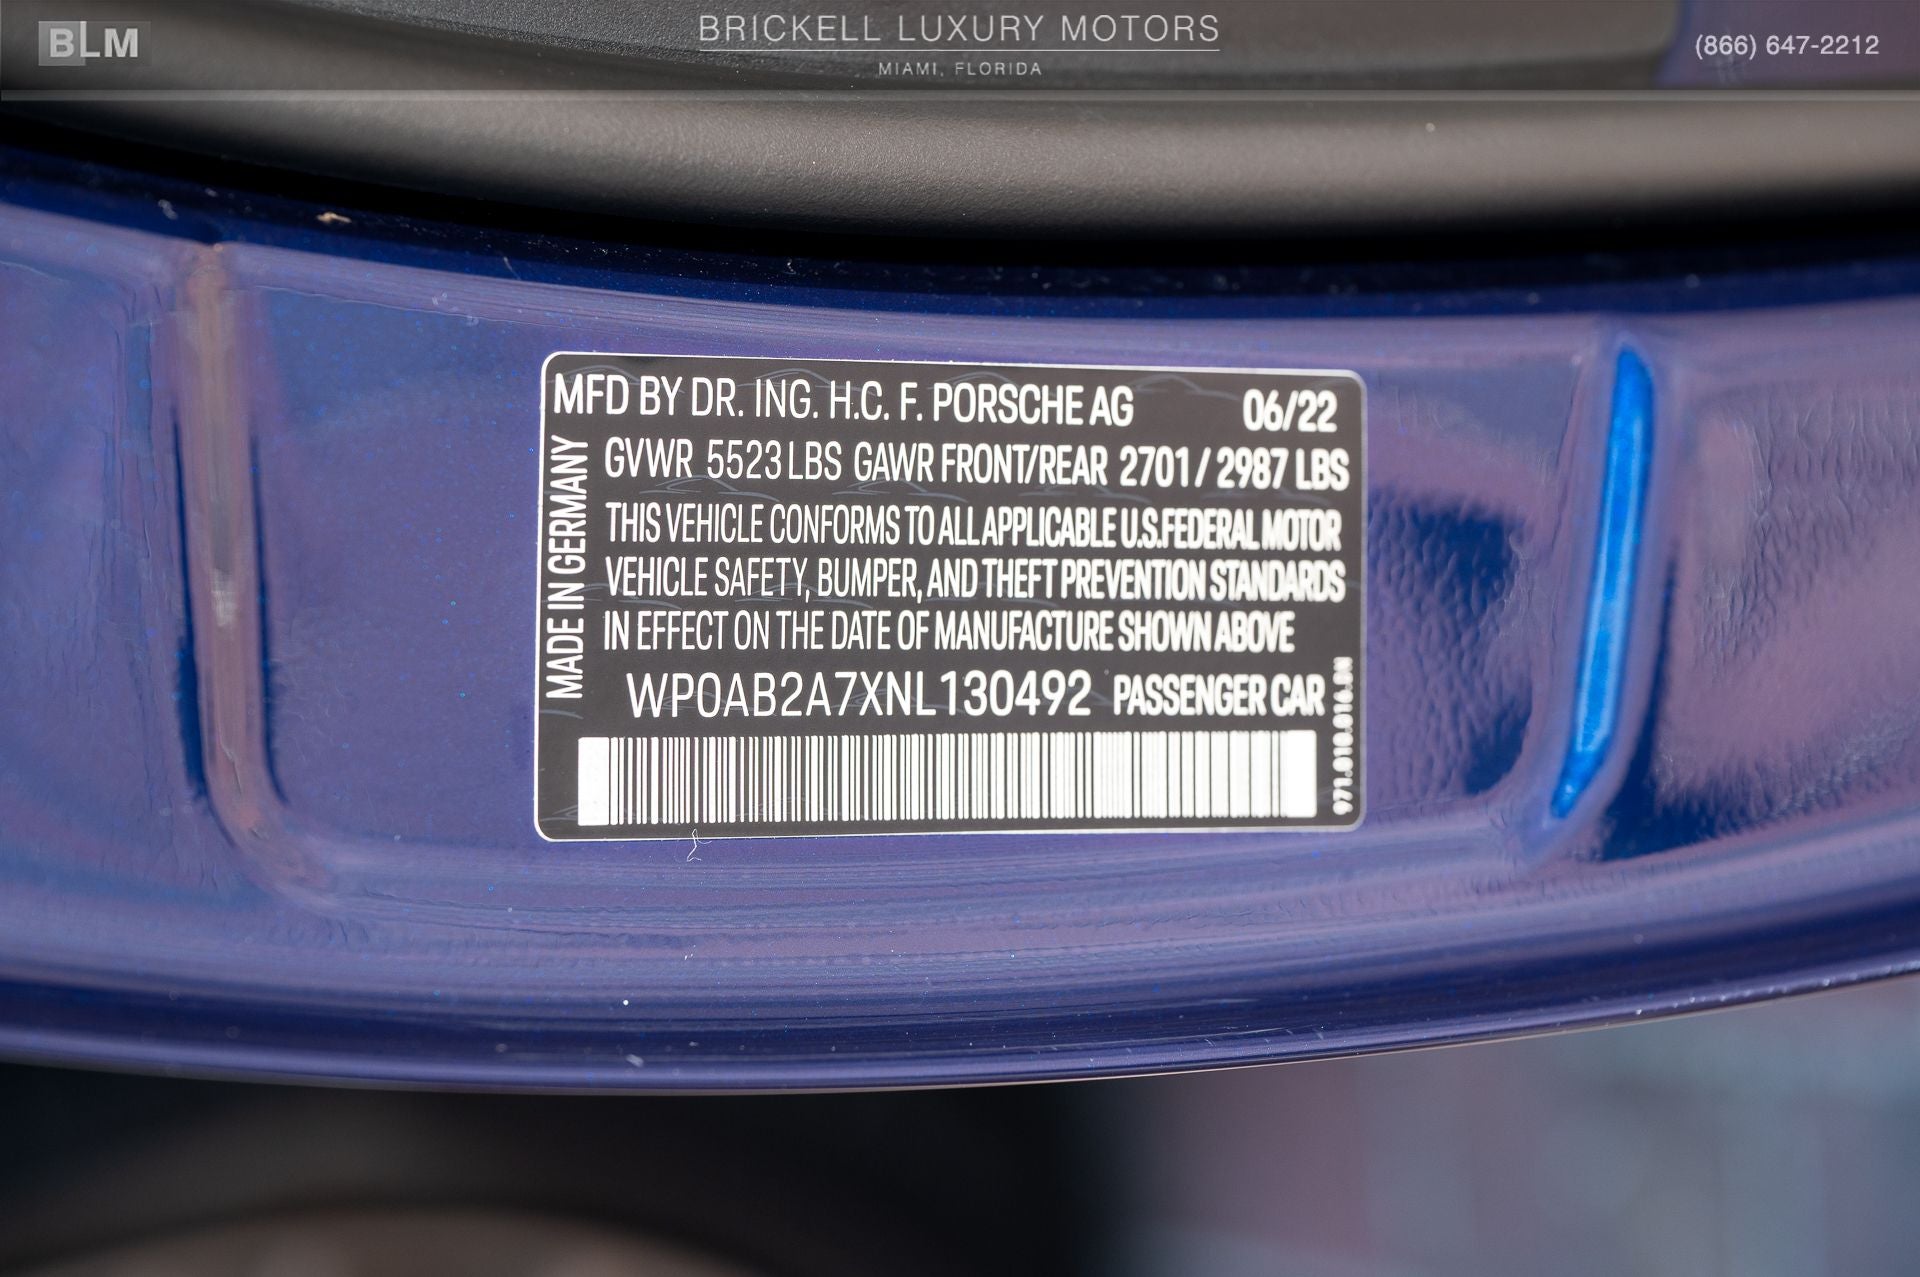 BLM
BRICKELL LUXURY MOTORS
MIAMI, FLORIDA
(866) 647-2212
MFD BY DR. ING. H.C. F. PORSCHE AG 06/22
GVWR 5523 LBS GAWR FRONT/REAR 2701 / 2987 LBS
THIS VEHICLE CONFORMS TO ALL APPLICABLE U.S.FEDERAL MOTOR
VEHICLE SAFETY, BUMPER, AND THEFT PREVENTION STANDARDS
IN EFFECT ON THE DATE OF MANUFACTURE SHOWN ABOVE
WP0AB2A7XNL130492 PASSENGER CAR
MADE IN GERMANY